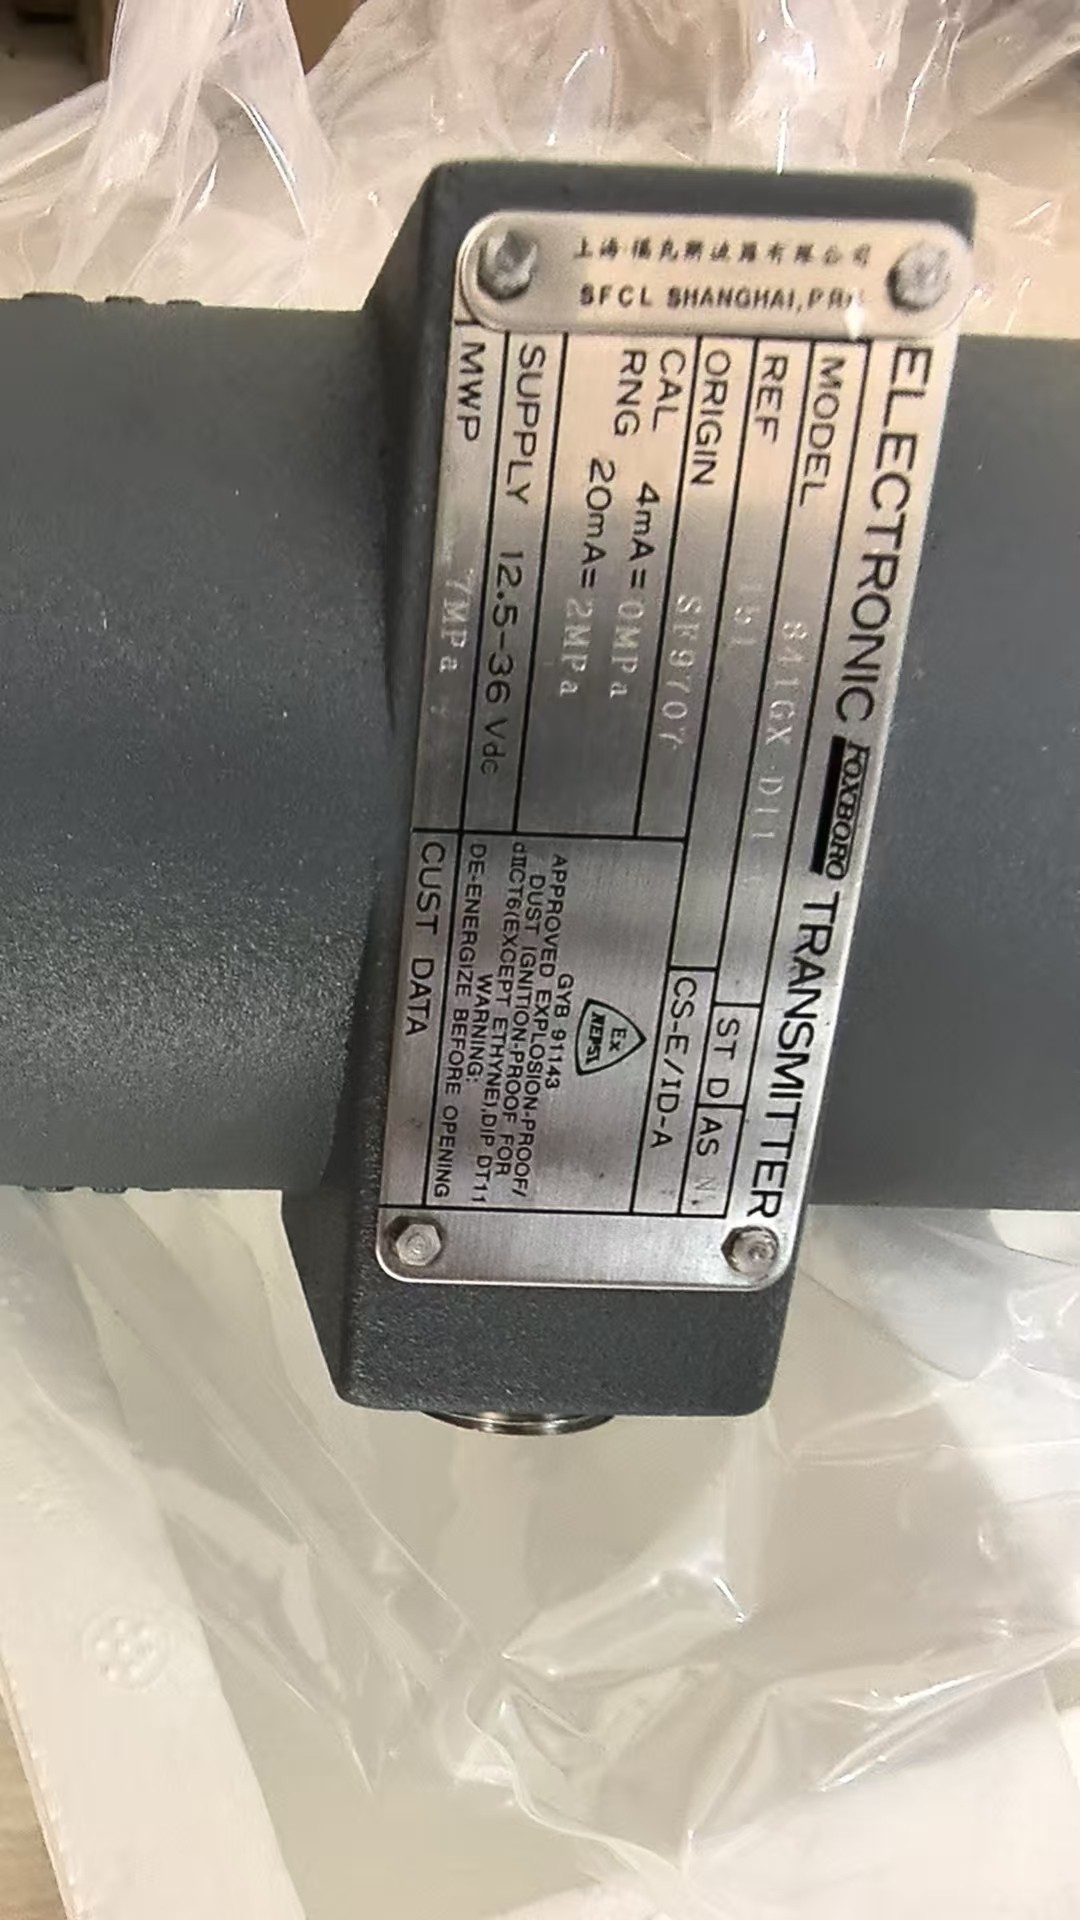 上海·福克斯波罗有限公司
SFCL SHANGHAI, P.R.
ELECTRONIC FOXBORO TRANSMITTER
MODEL 841GX-D11
REF 151 ST D AS
ORIGIN SF9707 CS-E/ID-A
CAL 4mA= 0MPa
RNG 20mA= 2MPa
SUPPLY 12.5-36 Vdc
MWP 7MPa
Ex
NEPSI
GYB 91143
APPROVED EXPLOSION-PROOF/
DUST IGNITION-PROOF FOR
dⅡCT6(EXCEPT ETHYNE),DIP DT11
WARNING:
DE-ENERGIZE BEFORE OPENING
CUST DATA